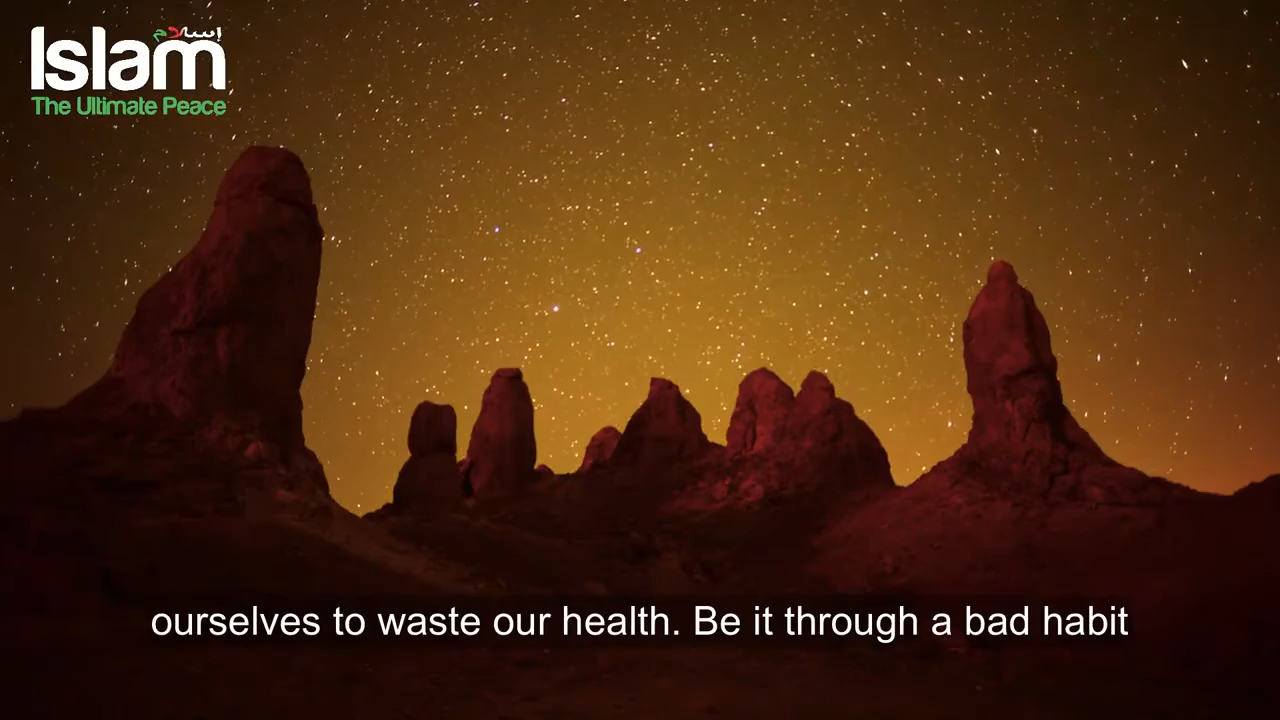 إسلام
Islam
The Ultimate Peace
ourselves to waste our health. Be it through a bad habit